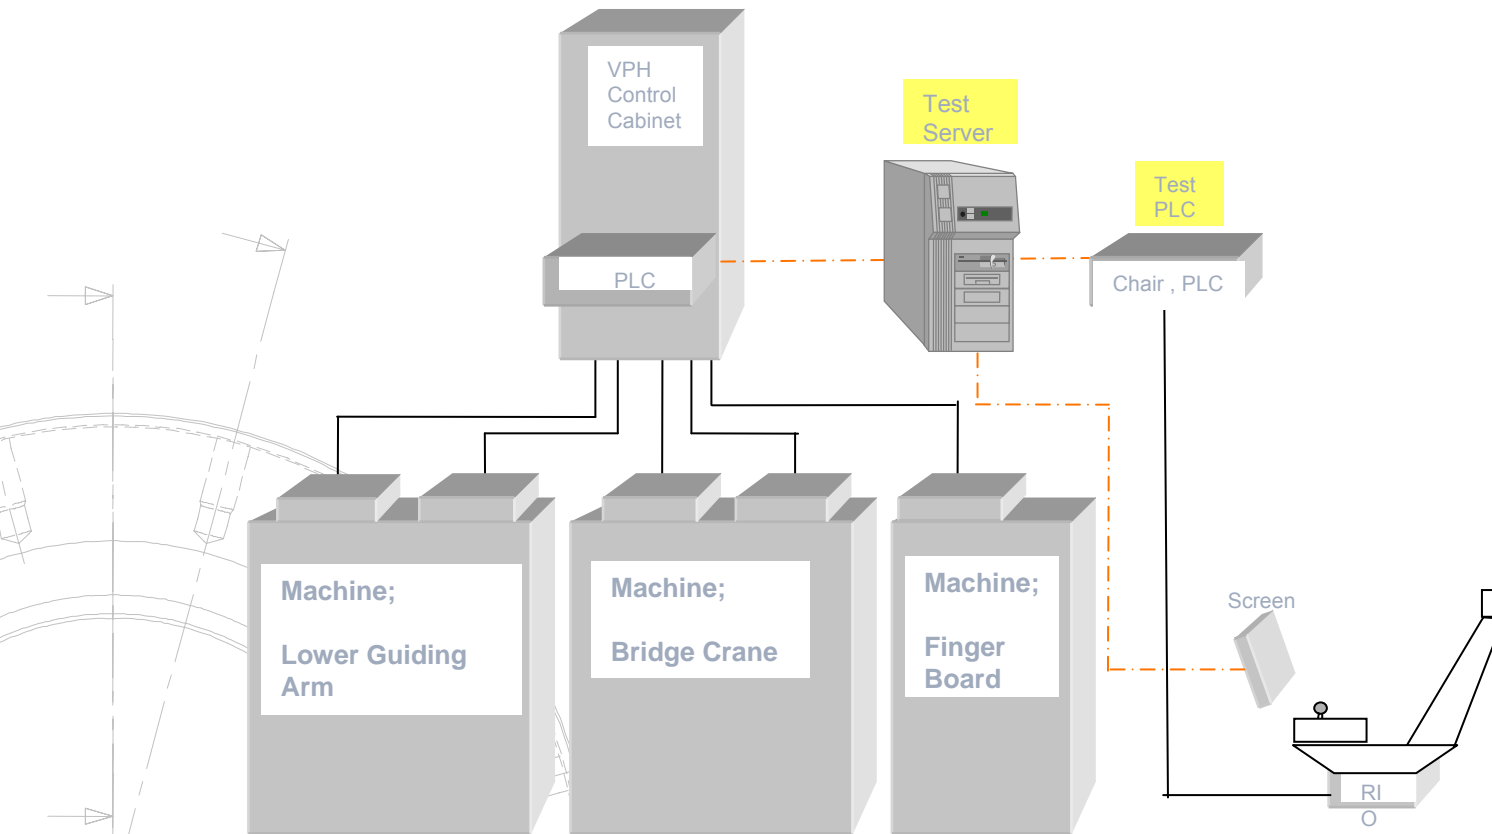 VPH
Control
Cabinet
Test
Server
Test
PLC
PLC
Chair , PLC
Machine;
Lower Guiding
Arm
Machine;
Bridge Crane
Machine;
Finger
Board
Screen
RI
O